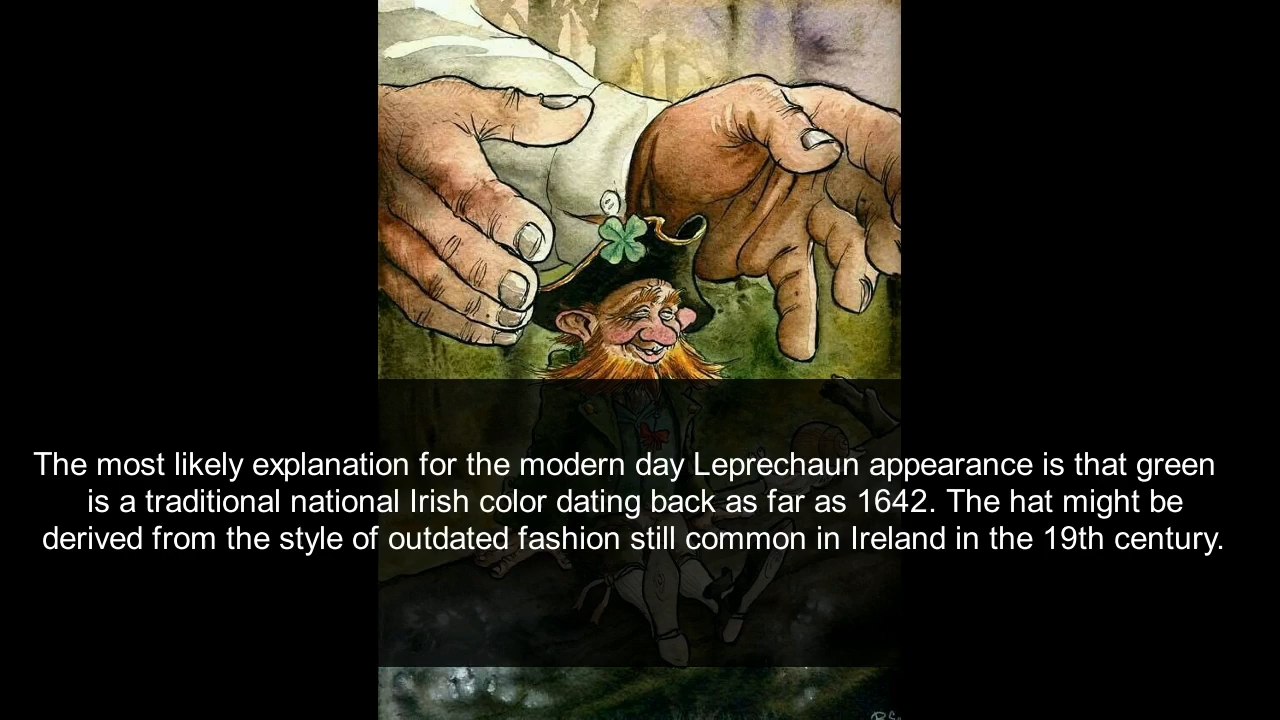 The most likely explanation for the modern day Leprechaun appearance is that green
is a traditional national Irish color dating back as far as 1642. The hat might be
derived from the style of outdated fashion still common in Ireland in the 19th century.